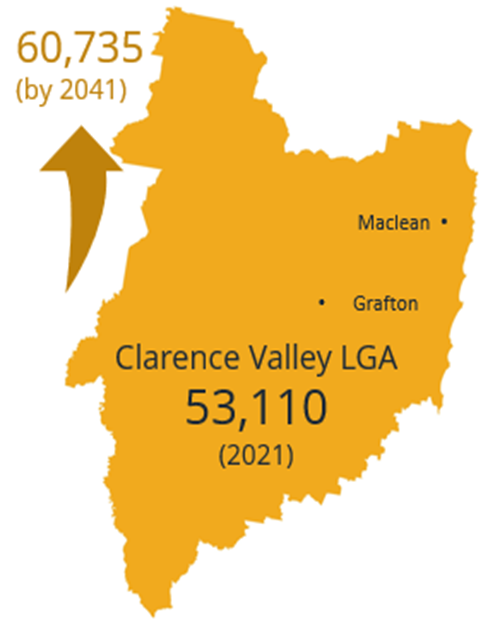 60,735
(by 2041)
Maclean
Grafton
Clarence Valley LGA
53,110
(2021)